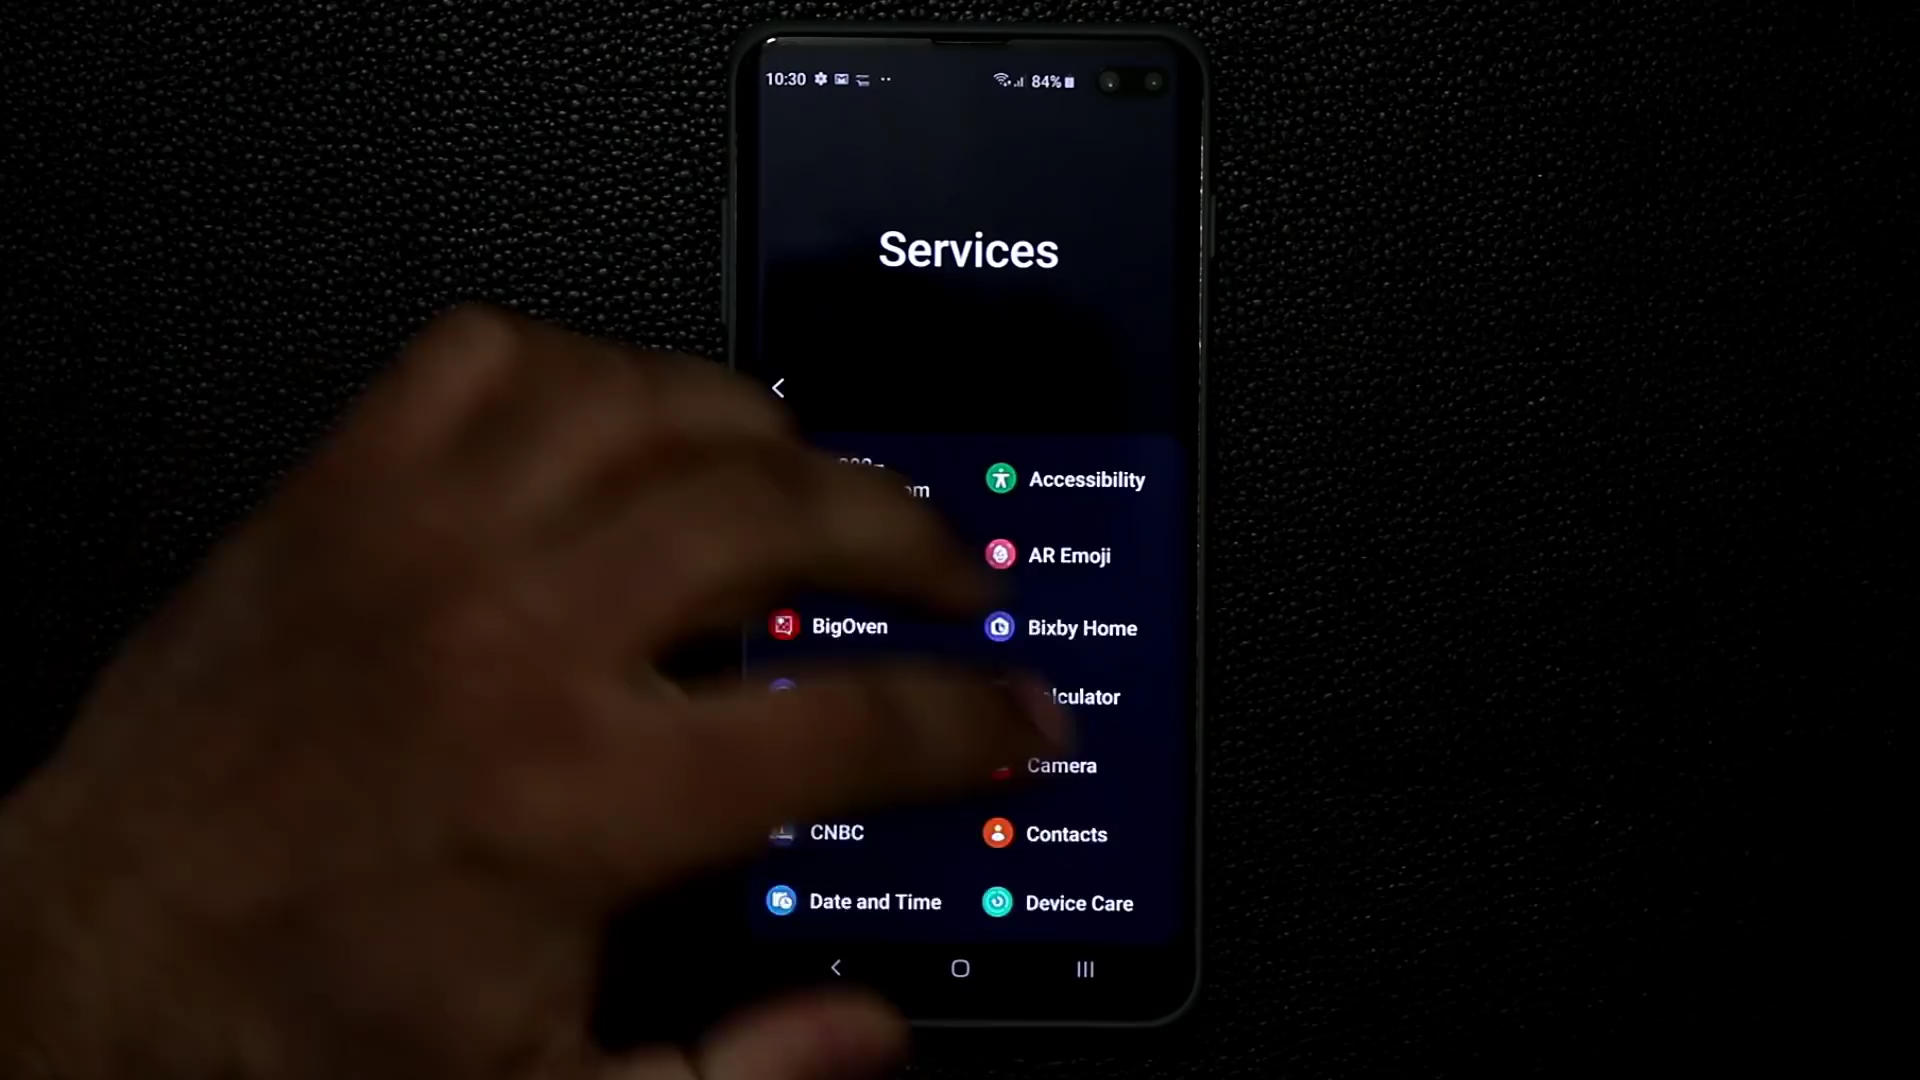 10:30
84%
Services
Accessibility
AR Emoji
BigOven
Bixby Home
Camera
CNBC
Contacts
Date and Time
Device Care